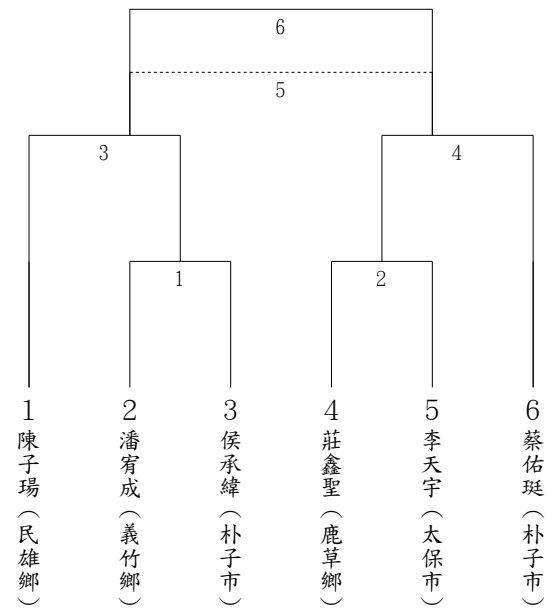 6
5
3
4
1
2
1
陳子瑒（民雄鄉）
2
潘宥成（義竹鄉）
3
侯承緯（朴子市）
4
莊鑫聖（鹿草鄉）
5
李天宇（太保市）
6
蔡佑珽（朴子市）